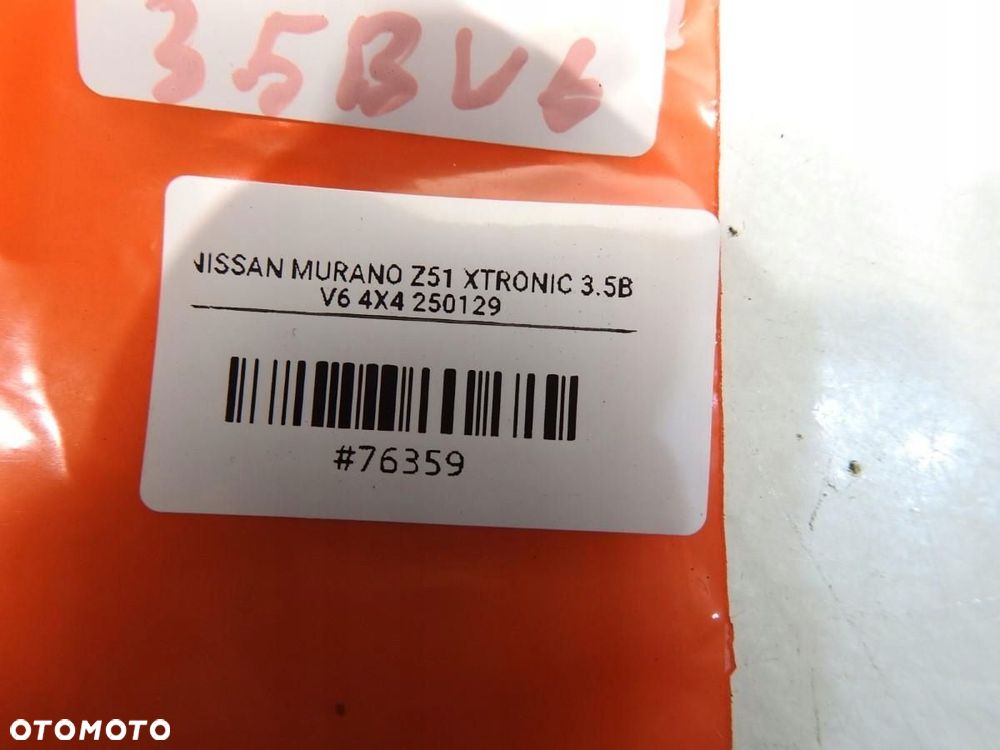 35BV6
NISSAN MURANO Z51 XTRONIC 3.5B
V6 4X4 250129
#76359
OTOMOTO